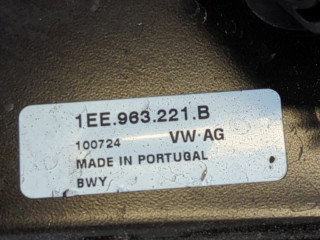 1EE.963.221.B
100724 VW·AG
MADE IN PORTUGAL
BWY